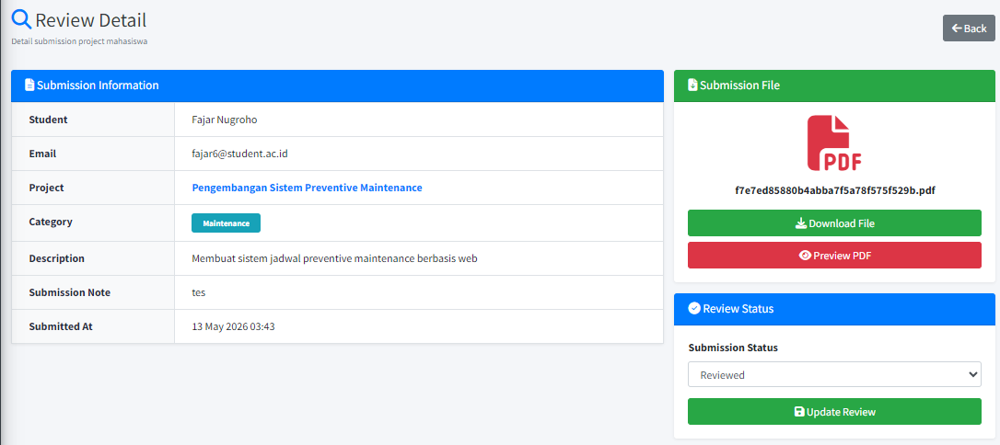 Review Detail
Detail submission project mahasiswa
Back
Submission Information
Student Fajar Nugroho
Email fajar6@student.ac.id
Project Pengembangan Sistem Preventive Maintenance
Category Maintenance
Description Membuat sistem jadwal preventive maintenance berbasis web
Submission Note tes
Submitted At 13 May 2026 03:43
Submission File
PDF
f7e7ed85880b4abba7f5a78f575f529b.pdf
Download File
Preview PDF
Review Status
Submission Status
Reviewed
Update Review